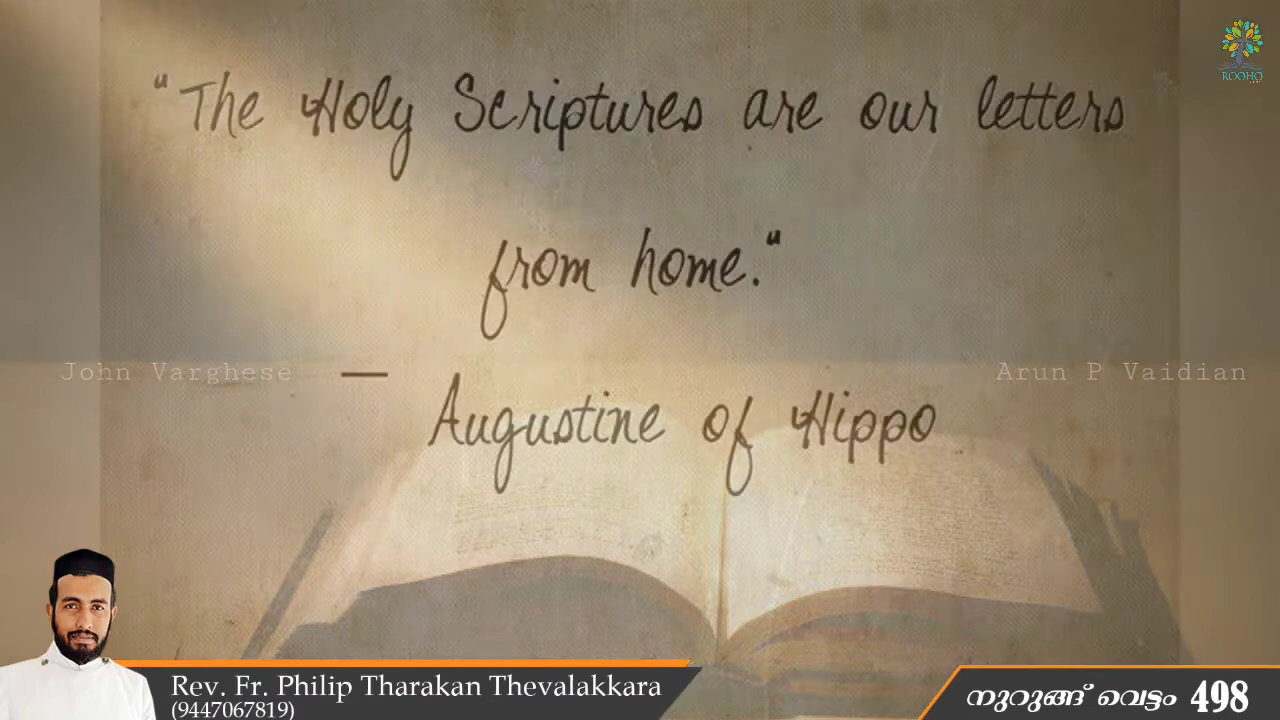 ROOHO
"The Holy Scriptures are our letters
from home."
John Varghese
Arun P Vaidian
—
Augustine of Hippo
Rev. Fr. Philip Tharakan Thevalakkara
(9447067819)
നുറുങ്ങ് വെട്ടം 498